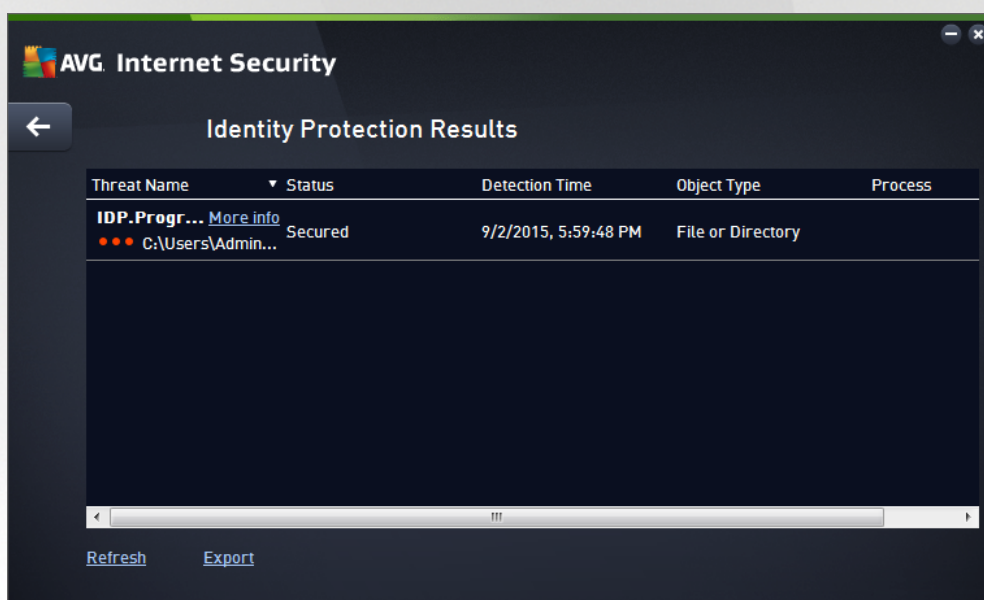 AVG. Internet Security
Identity Protection Results
Threat Name Status Detection Time Object Type Process
IDP.Progr... More info
Secured 9/2/2015, 5:59:48 PM File or Directory
C:\Users\Admin...
Refresh Export